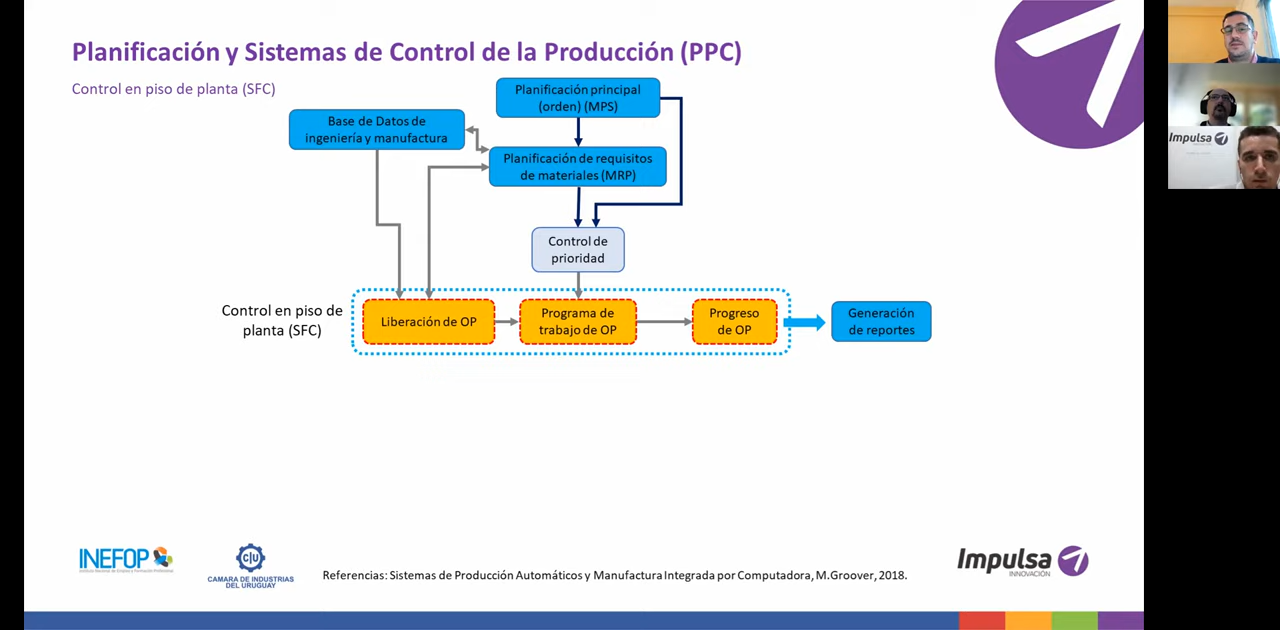 Planificación y Sistemas de Control de la Producción (PPC)
Control en piso de planta (SFC)
Planificación principal
(orden) (MPS)
Base de Datos de
ingeniería y manufactura
Planificación de requisitos
de materiales (MRP)
Control de
prioridad
Control en piso de
planta (SFC)
Liberación de OP
Programa de
trabajo de OP
Progreso
de OP
Generación
de reportes
INEFOP
CIU
CAMARA DE INDUSTRIAS
DEL URUGUAY
Referencias: Sistemas de Producción Automáticos y Manufactura Integrada por Computadora, M.Groover, 2018.
Impulsa
INNOVACIÓN
Impulsa